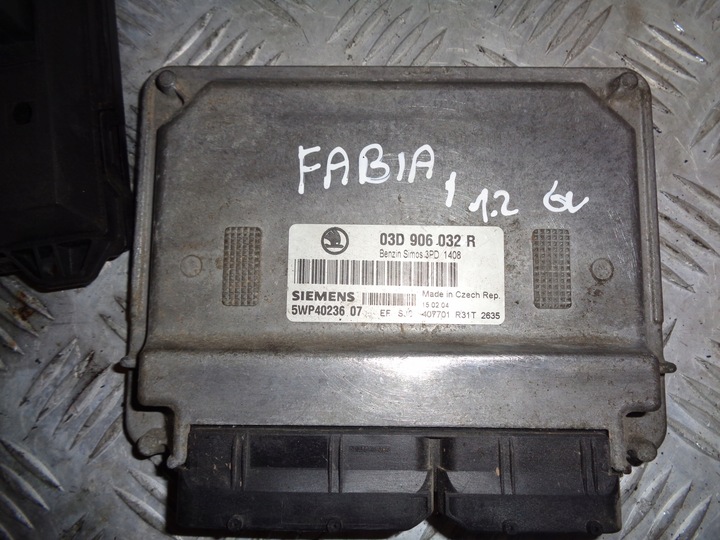 FABIA 1 1.2 6V
03D 906 032 R
Benzin Simos 3PD 1408
SIEMENS Made in Czech Rep.
15 02 04
5WP40236 07 407701 R31T 2635